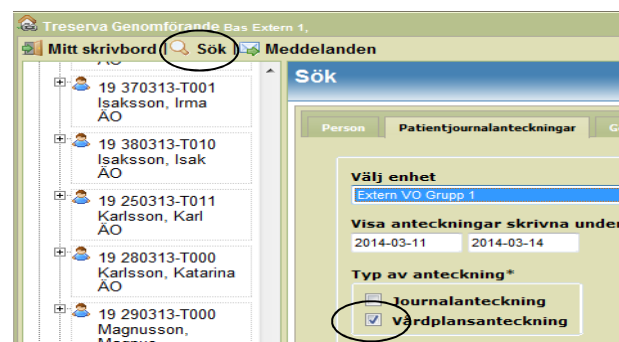 Treserva Genomförande Bas Extern 1,
Mitt skrivbord Sök Meddelanden
ÄO
19 370313-T001
Isaksson, Irma
ÄO
19 380313-T010
Isaksson, Isak
ÄO
19 250313-T011
Karlsson, Karl
ÄO
19 280313-T000
Karlsson, Katarina
ÄO
19 290313-T000
Magnusson,
Magnus
Sök
Person Patientjournalanteckningar G
Välj enhet
Extern VO Grupp 1
Visa anteckningar skrivna under
2014-03-11 2014-03-14
Typ av anteckning*
Journalanteckning
Vårdplansanteckning